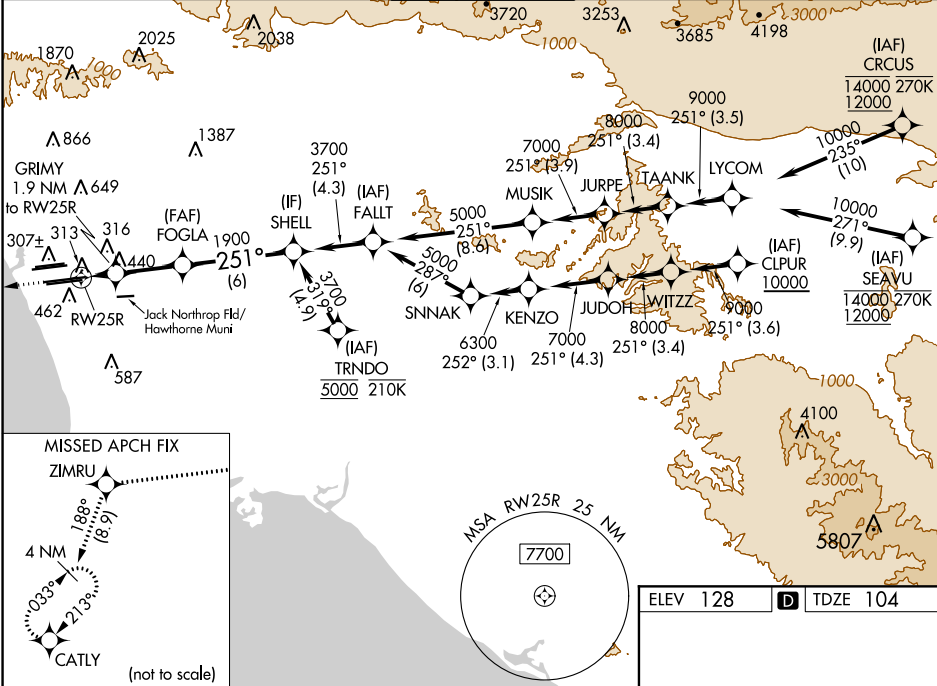 3720
3253
3000
4198
3685
1000
2038
2025
1870
1000
(IAF)
CRCUS
14000 270K
12000
9000
251° (3.5)
8000
251° (3.4)
7000
251° (3.9)
10000
235°
(10)
866
1387
3700
251°
(4.3)
LYCOM
TAANK
JURPE
MUSIK
GRIMY
1.9 NM
to RW25R
649
(IAF)
FALLT
(IF)
SHELL
(FAF)
FOGLA
5000
251°
(8.6)
10000
271°
(9.9)
307±
313
316
440
1900
251°
(6)
5000
287°
(6)
(IAF)
CLPUR
10000
(IAF)
SEAVU
14000 270K
12000
462
RW25R
Jack Northrop Fld/
Hawthorne Muni
3700
319°
(4.9)
SNNAK
KENZO
JUDOH
WITZZ
9000
251° (3.6)
8000
251° (3.4)
7000
251° (4.3)
6300
252° (3.1)
(IAF)
TRNDO
5000 210K
587
1000
4100
3000
5807
MISSED APCH FIX
ZIMRU
188°
(8.9)
4 NM
033°
213°
CATLY
(not to scale)
MSA RW25R 25 NM
7700
ELEV 128 D TDZE 104